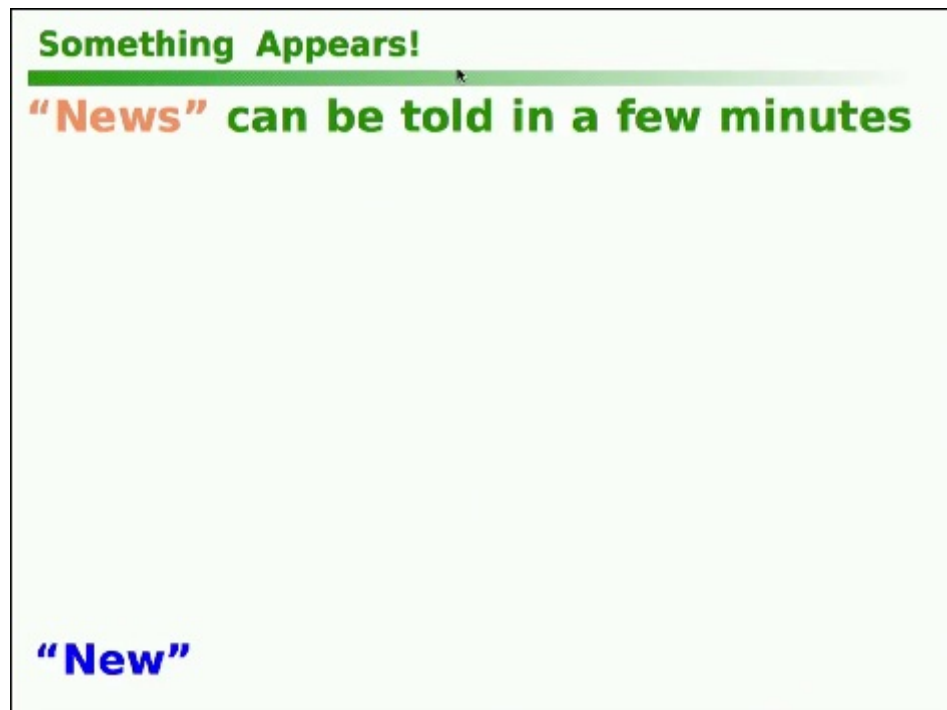 Something Appears!
“News” can be told in a few minutes
“New”